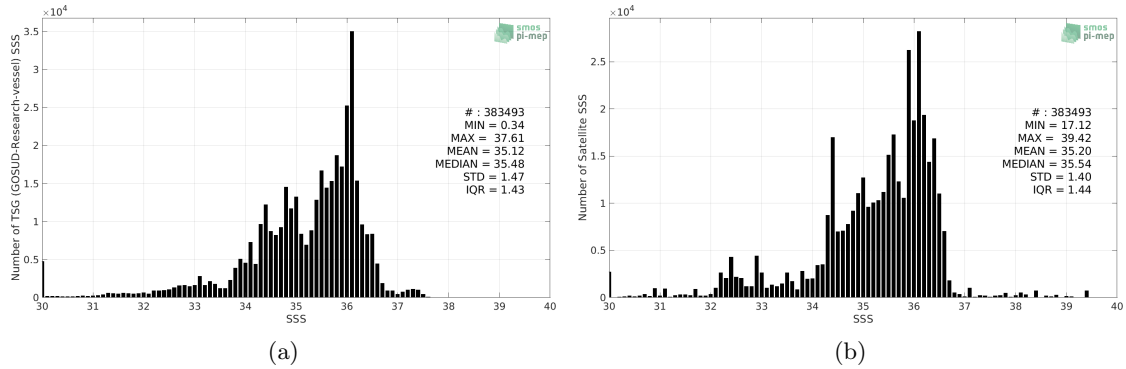 ×10⁴
3.5
3
2.5
2
1.5
1
0.5
0
30 31 32 33 34 35 36 37 38 39 40
SSS
Number of TSG (GOSUD-Research-vessel) SSS
smos
pi-mep
# : 383493
MIN = 0.34
MAX = 37.61
MEAN = 35.12
MEDIAN = 35.48
STD = 1.47
IQR = 1.43
(a)
×10⁴
2.5
2
1.5
1
0.5
0
30 31 32 33 34 35 36 37 38 39 40
SSS
Number of Satellite SSS
smos
pi-mep
# : 383493
MIN = 17.12
MAX = 39.42
MEAN = 35.20
MEDIAN = 35.54
STD = 1.40
IQR = 1.44
(b)